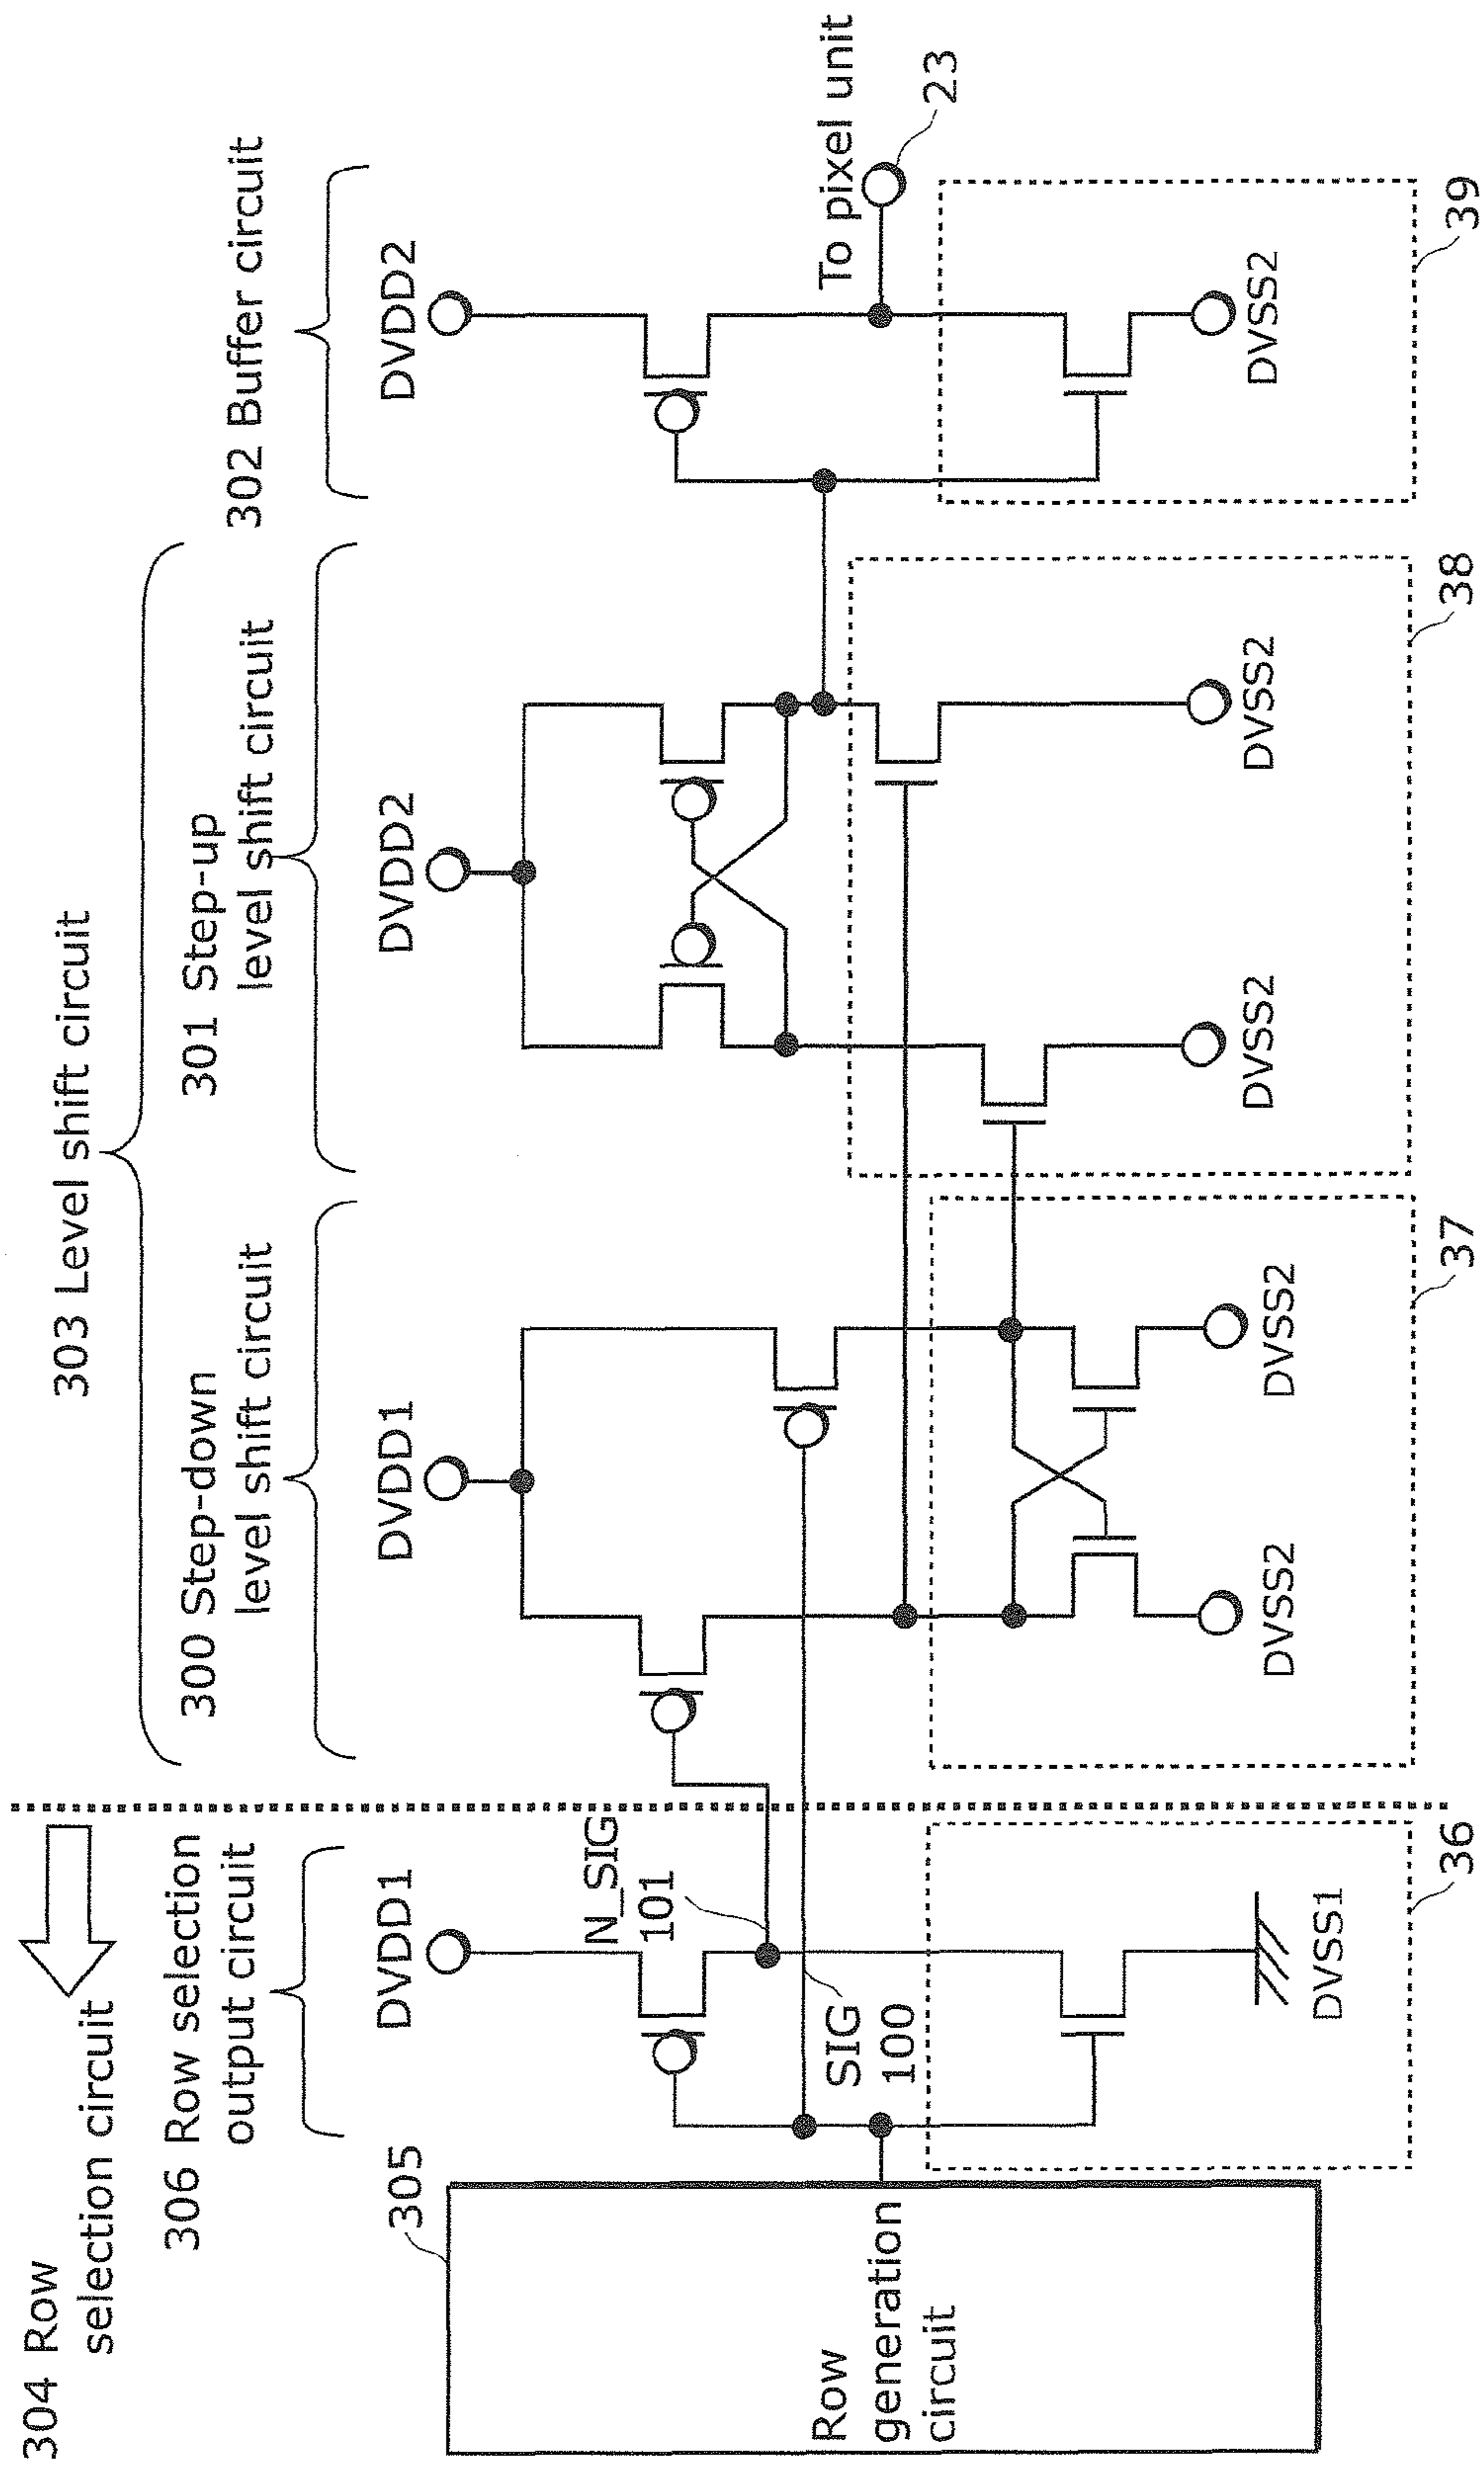 304 Row
selection circuit
303 Level shift circuit
306 Row selection
output circuit
300 Step-down
level shift circuit
301 Step-up
level shift circuit
302 Buffer circuit
305
DVDD1
DVDD1
DVDD2
DVDD2
N_SIG
101
SIG
100
To pixel unit
23
Row
generation
circuit
DVSS1
DVSS2
DVSS2
DVSS2
DVSS2
DVSS2
36
37
38
39